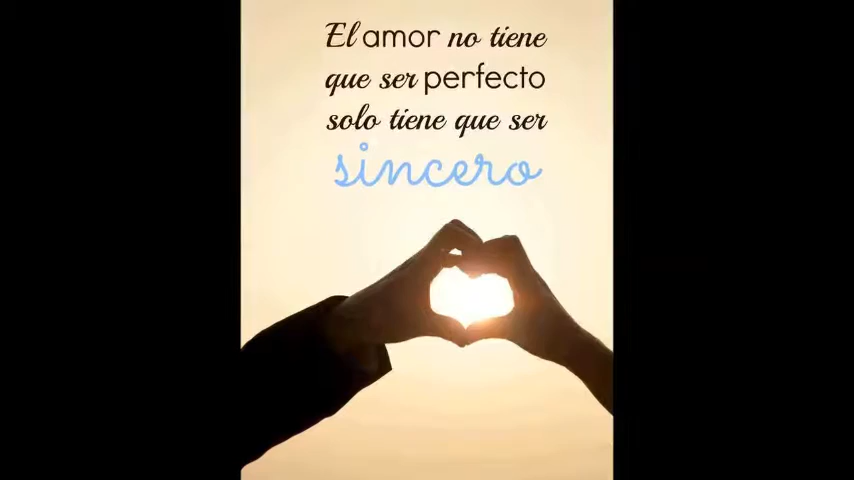 El amor no tiene
que ser perfecto
solo tiene que ser
sincero